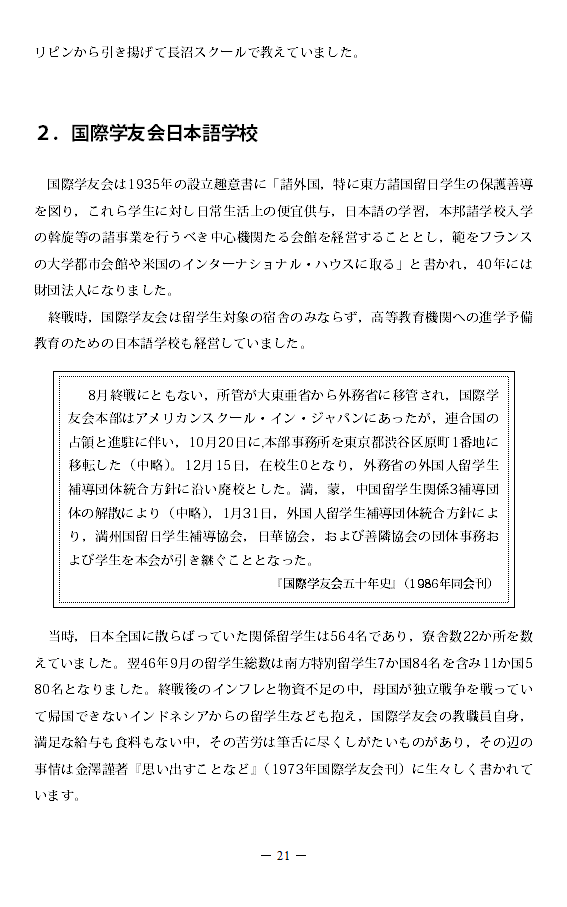 リピンから引き揚げて長沼スクールで教えていました。
２．国際学友会日本語学校
国際学友会は1935年の設立趣意書に「諸外国，特に東方諸国留日学生の保護善導
を図り，これら学生に対し日常生活上の便宜供与，日本語の学習，本邦諸学校入学
の斡旋等の諸事業を行うべき中心機関たる会館を経営することとし，範をフランス
の大学都市会館や米国のインターナショナル・ハウスに取る」と書かれ，40年には
財団法人になりました。
終戦時，国際学友会は留学生対象の宿舎のみならず，高等教育機関への進学予備
教育のための日本語学校も経営していました。
8月終戦にともない，所管が大東亜省から外務省に移管され，国際学
友会本部はアメリカンスクール・イン・ジャパンにあったが，連合国の
占領と進駐に伴い，10月20日に,本部事務所を東京都渋谷区原町1番地に
移転した（中略）。12月15日，在校生0となり，外務省の外国人留学生
補導団体統合方針に沿い廃校とした。満，蒙，中国留学生関係3補導団
体の解散により（中略），1月31日，外国人留学生補導団体統合方針によ
り，満州国留日学生補導協会，日華協会，および善隣協会の団体事務お
よび学生を本会が引き継ぐこととなった。
『国際学友会五十年史』（1986年同会刊）
当時，日本全国に散らばっていた関係留学生は564名であり，寮舎数22か所を数
えていました。翌46年9月の留学生総数は南方特別留学生7か国84名を含み11か国5
80名となりました。終戦後のインフレと物資不足の中，母国が独立戦争を戦ってい
て帰国できないインドネシアからの留学生なども抱え，国際学友会の教職員自身，
満足な給与も食料もない中，その苦労は筆舌に尽くしがたいものがあり，その辺の
事情は金澤謹著『思い出すことなど』（1973年国際学友会刊）に生々しく書かれて
います。
― 21 ―